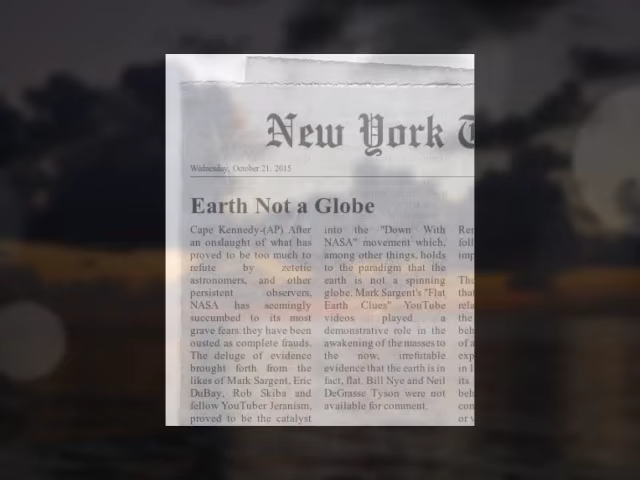 New York T
Wednesday, October 21, 2015
Earth Not a Globe
Cape Kennedy-(AP) After
an onslaught of what has
proved to be too much to
refute by zetetic
astronomers, and other
persistent observers,
NASA has seemingly
succumbed to its most
grave fears: they have been
ousted as complete frauds.
The deluge of evidence
brought forth from the
likes of Mark Sargent, Eric
DuBay, Rob Skiba and
fellow YouTuber Jeranism,
proved to be the catalyst
into the "Down With
NASA" movement which,
among other things, holds
to the paradigm that the
earth is not a spinning
globe. Mark Sargent's "Flat
Earth Clues" YouTube
videos played a
demonstrative role in the
awakening of the masses to
the now, irrefutable
evidence that the earth is in
fact, flat. Bill Nye and Neil
DeGrasse Tyson were not
available for comment.